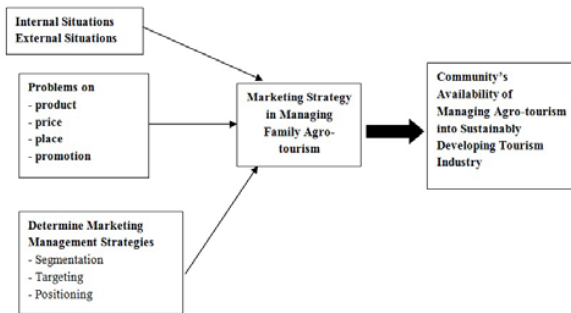 Internal Situations
External Situations
Problems on
- product
- price
- place
- promotion
Determine Marketing
Management Strategies
- Segmentation
- Targeting
- Positioning
Marketing Strategy
in Managing
Family Agro-
tourism
Community's
Availability of
Managing Agro-tourism
into Sustainably
Developing Tourism
Industry